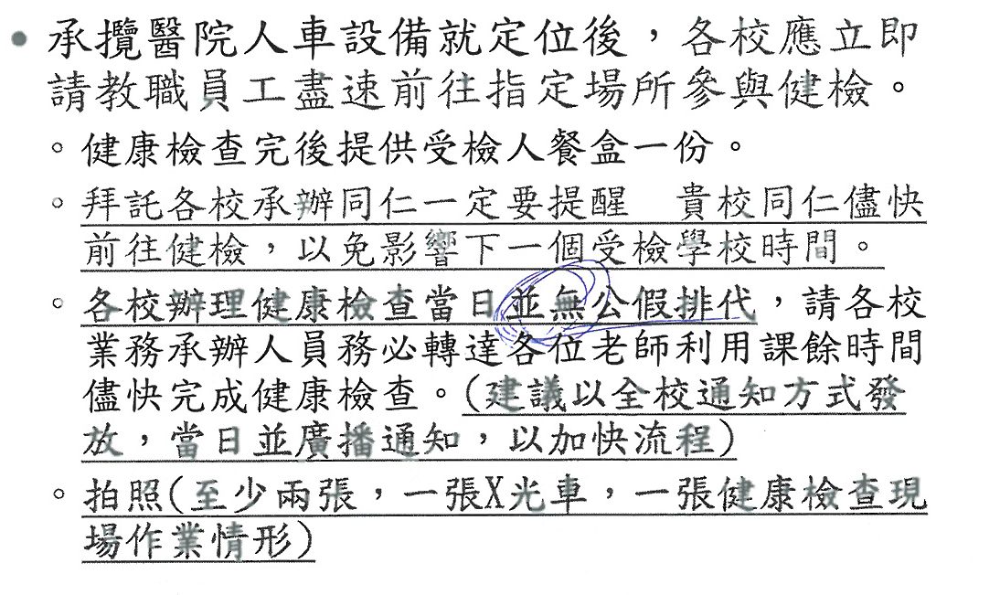 • 承攬醫院人車設備就定位後，各校應立即
請教職員工盡速前往指定場所參與健檢。
◦ 健康檢查完後提供受檢人餐盒一份。
◦ 拜託各校承辦同仁一定要提醒　貴校同仁儘快
前往健檢，以免影響下一個受檢學校時間。
◦ 各校辦理健康檢查當日並無公假排代，請各校
業務承辦人員務必轉達各位老師利用課餘時間
儘快完成健康檢查。(建議以全校通知方式發
放，當日並廣播通知，以加快流程)
◦ 拍照(至少兩張，一張X光車，一張健康檢查現
場作業情形)